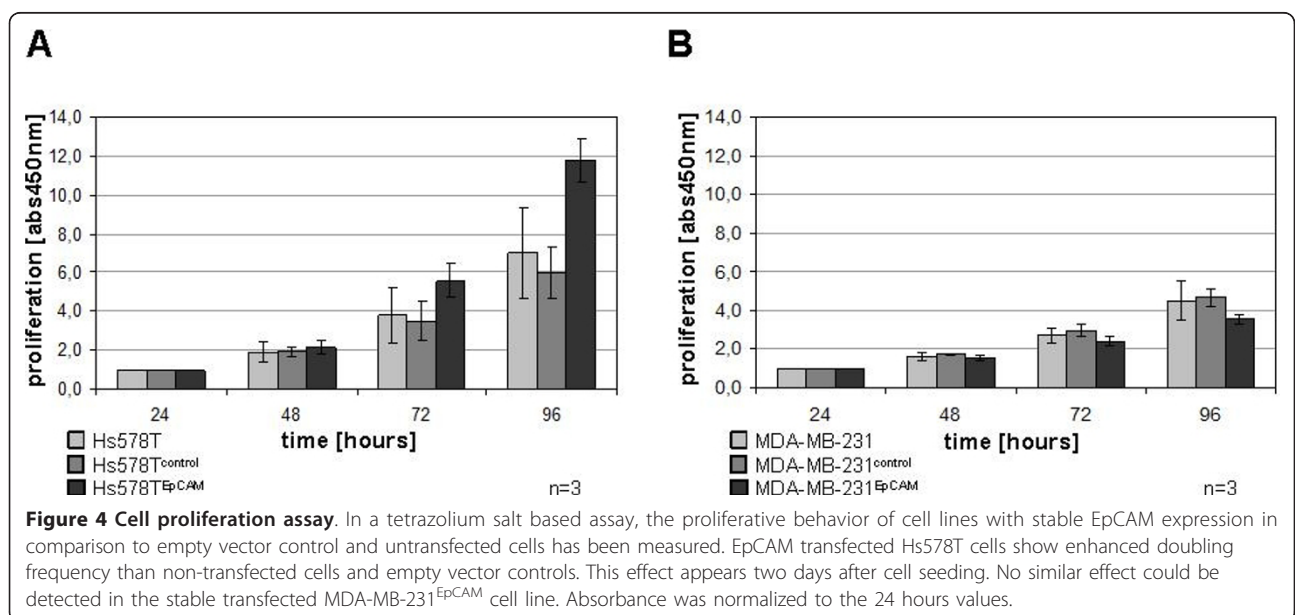 A
B
proliferation [abs450nm]
14,0
12,0
10,0
8,0
6,0
4,0
2,0
0,0
24 48 72 96
time [hours]
Hs578T
Hs578Tcontrol
Hs578TEpCAM
n=3
proliferation [abs450nm]
14,0
12,0
10,0
8,0
6,0
4,0
2,0
0,0
24 48 72 96
time [hours]
MDA-MB-231
MDA-MB-231control
MDA-MB-231EpCAM
n=3
Figure 4 Cell proliferation assay. In a tetrazolium salt based assay, the proliferative behavior of cell lines with stable EpCAM expression in
comparison to empty vector control and untransfected cells has been measured. EpCAM transfected Hs578T cells show enhanced doubling
frequency than non-transfected cells and empty vector controls. This effect appears two days after cell seeding. No similar effect could be
detected in the stable transfected MDA-MB-231EpCAM cell line. Absorbance was normalized to the 24 hours values.